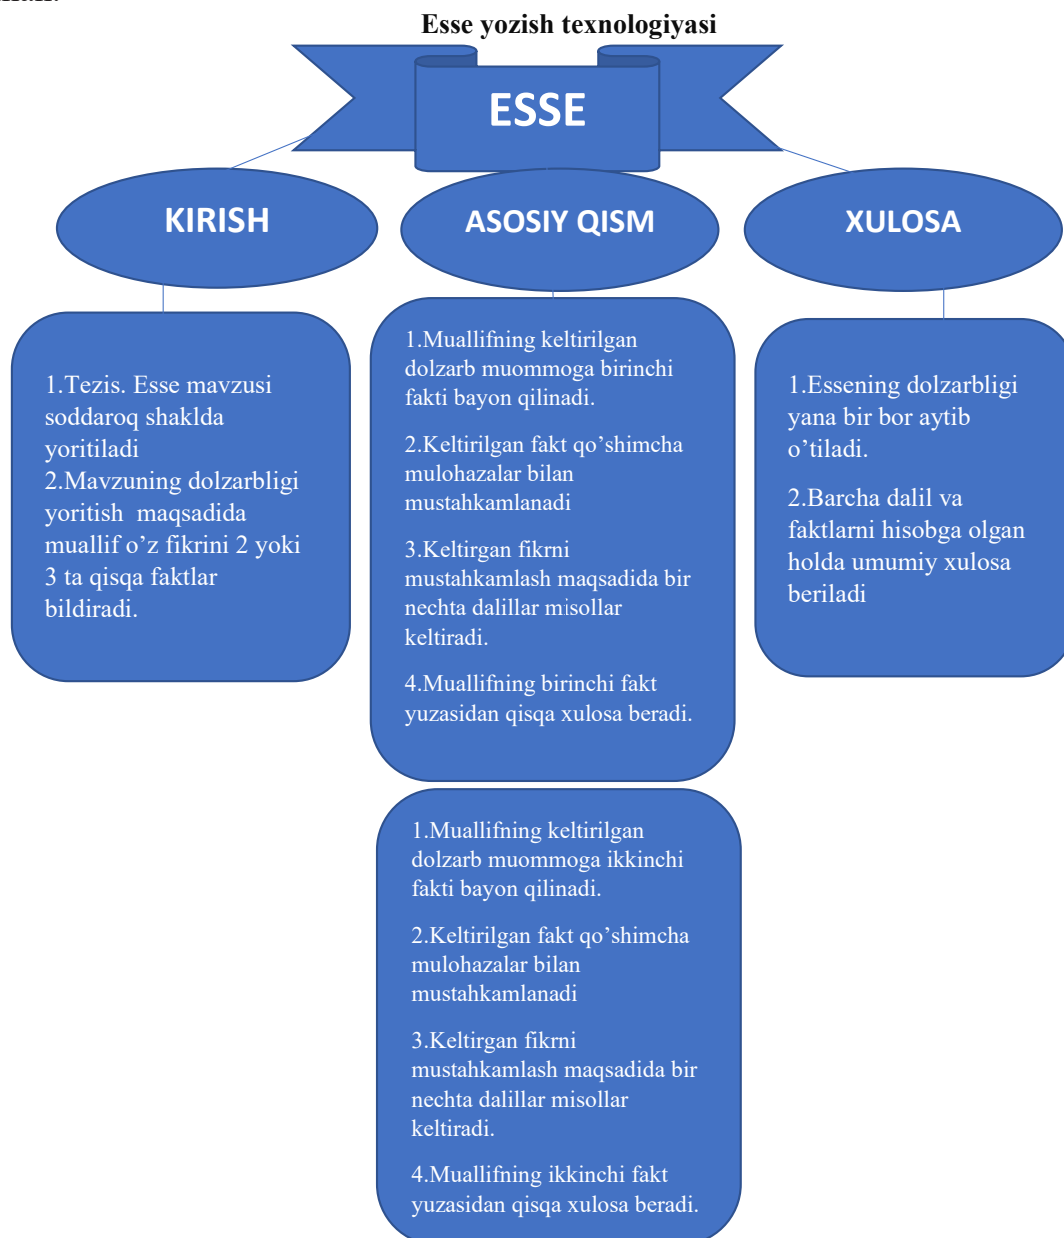 Esse yozish texnologiyasi
ESSE
KIRISH
ASOSIY QISM
XULOSA
1.Tezis. Esse mavzusi
soddaroq shaklda
yoritiladi
2.Mavzuning dolzarbligi
yoritish maqsadida
muallif o’z fikrini 2 yoki
3 ta qisqa faktlar
bildiradi.
1.Muallifning keltirilgan
dolzarb muommoga birinchi
fakti bayon qilinadi.
2.Keltirilgan fakt qo’shimcha
mulohazalar bilan
mustahkamlanadi
3.Keltirgan fikrni
mustahkamlash maqsadida bir
nechta dalillar misollar
keltiradi.
4.Muallifning birinchi fakt
yuzasidan qisqa xulosa beradi.
1.Essening dolzarbligi
yana bir bor aytib
o’tiladi.
2.Barcha dalil va
faktlarni hisobga olgan
holda umumiy xulosa
beriladi
1.Muallifning keltirilgan
dolzarb muommoga ikkinchi
fakti bayon qilinadi.
2.Keltirilgan fakt qo’shimcha
mulohazalar bilan
mustahkamlanadi
3.Keltirgan fikrni
mustahkamlash maqsadida bir
nechta dalillar misollar
keltiradi.
4.Muallifning ikkinchi fakt
yuzasidan qisqa xulosa beradi.